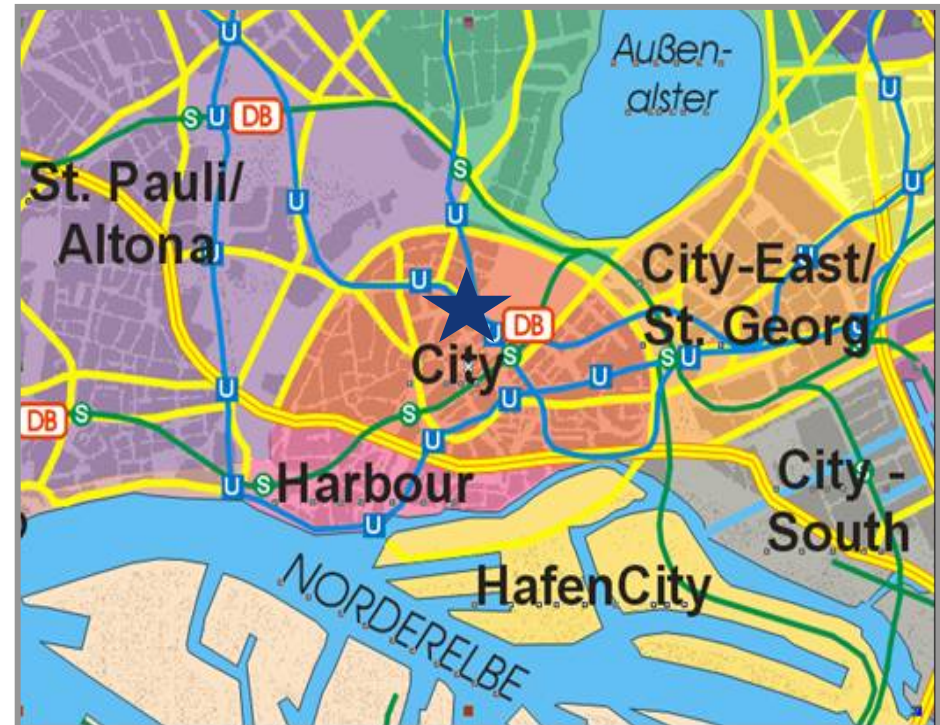 U
Außen-
alster
U
S
U
DB
S
U
U
St. Pauli/
Altona
U
U
U
U
City-East/
St. Georg
U
U
DB
City
S
S
U
U
U
U
DB
S
S
U
U
S
Harbour
U
City -
South
S
HafenCity
NORDERELBE